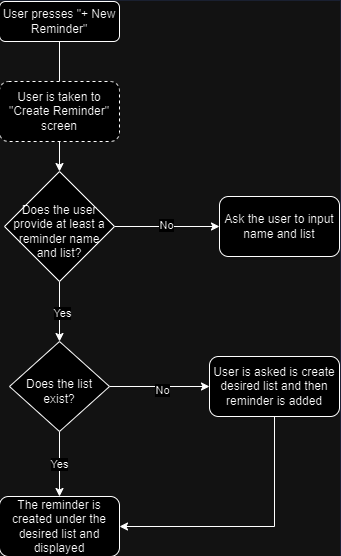 User presses "+ New
Reminder"
User is taken to
"Create Reminder"
screen
Does the user
provide at least a
reminder name
and list?
No
Ask the user to input
name and list
Yes
Does the list
exist?
No
User is asked is create
desired list and then
reminder is added
Yes
The reminder is
created under the
desired list and
displayed